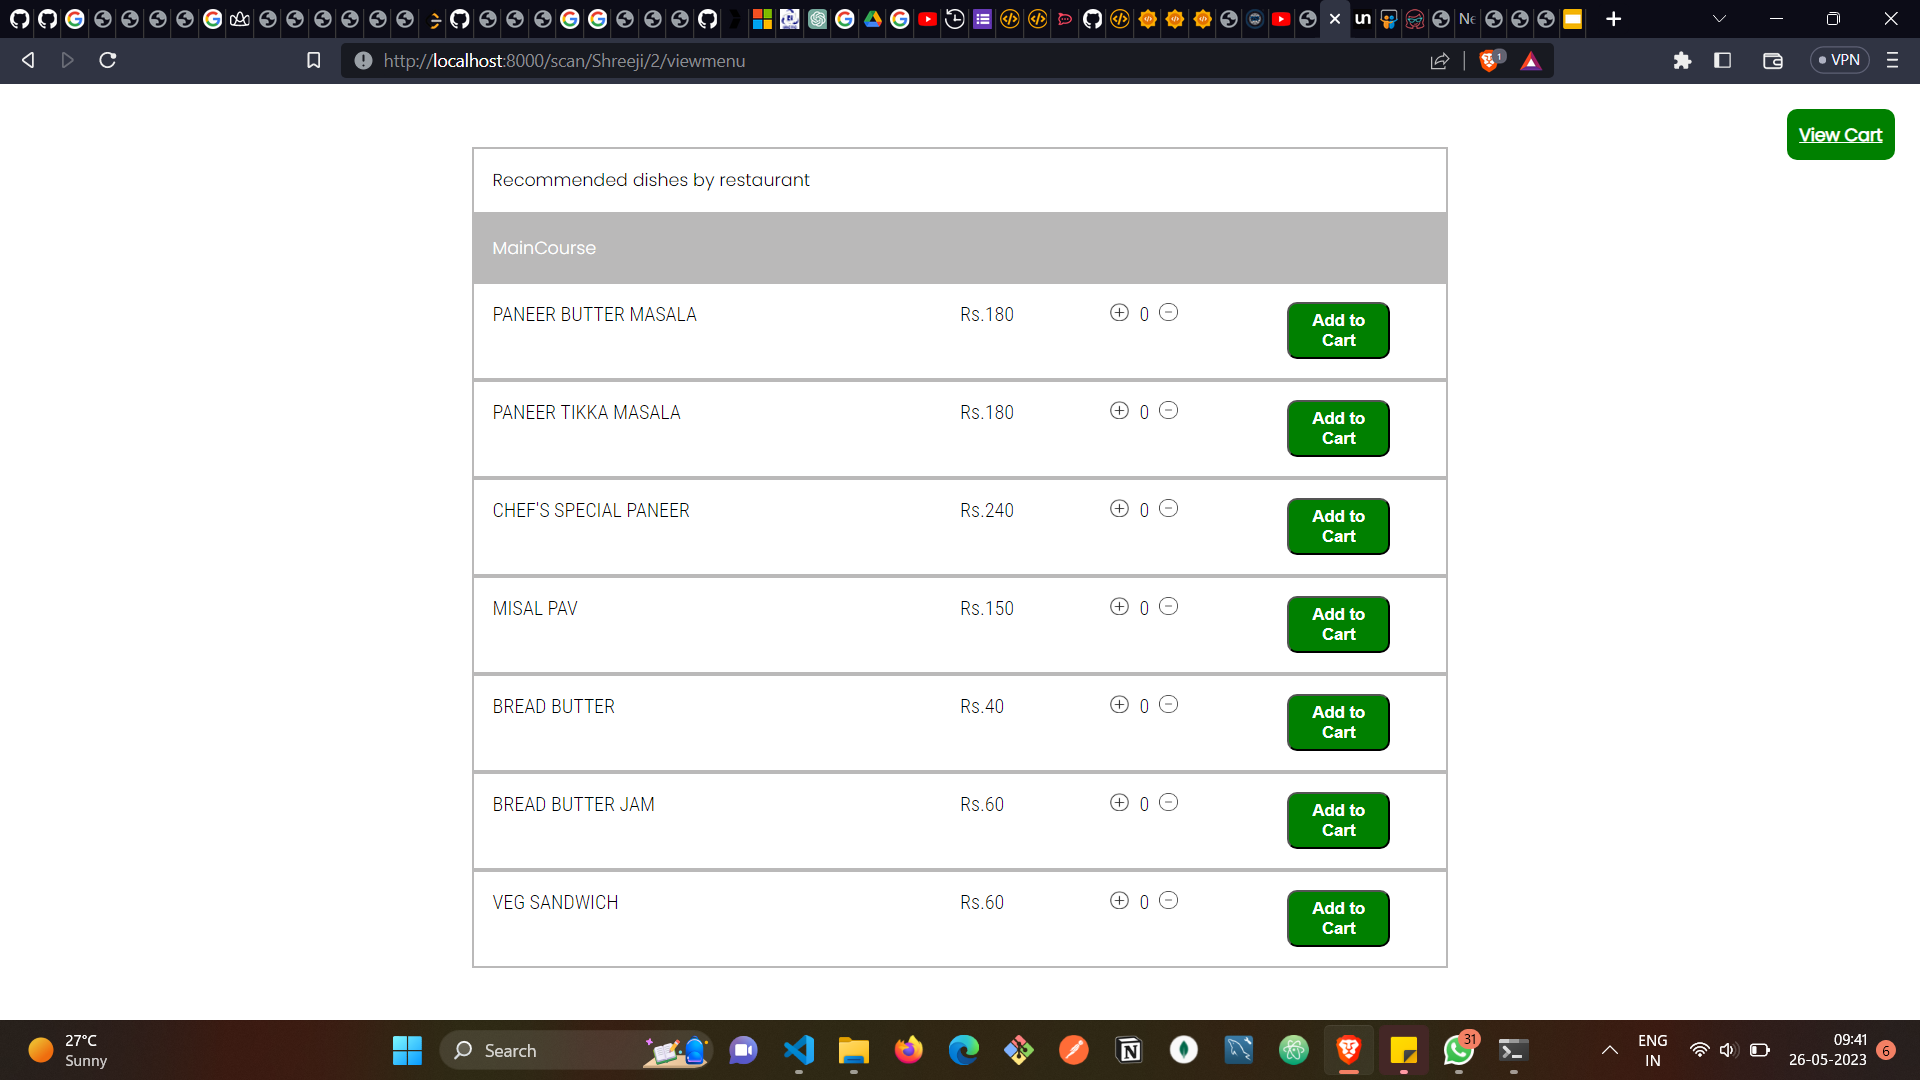 un
Ne
http://localhost:8000/scan/Shreeji/2/viewmenu
1
VPN
View Cart
Recommended dishes by restaurant
MainCourse
PANEER BUTTER MASALA Rs.180 0 Add to
Cart
PANEER TIKKA MASALA Rs.180 0 Add to
Cart
CHEF'S SPECIAL PANEER Rs.240 0 Add to
Cart
MISAL PAV Rs.150 0 Add to
Cart
BREAD BUTTER Rs.40 0 Add to
Cart
BREAD BUTTER JAM Rs.60 0 Add to
Cart
VEG SANDWICH Rs.60 0 Add to
Cart
27°C
Sunny
Search
31
ENG
IN
09:41
26-05-2023
6